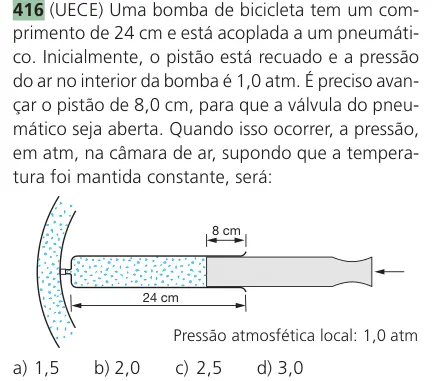 416 (UECE) Uma bomba de bicicleta tem um com-
primento de 24 cm e está acoplada a um pneumáti-
co. Inicialmente, o pistão está recuado e a pressão
do ar no interior da bomba é 1,0 atm. É preciso avan-
çar o pistão de 8,0 cm, para que a válvula do pneu-
mático seja aberta. Quando isso ocorrer, a pressão,
em atm, na câmara de ar, supondo que a tempera-
tura foi mantida constante, será:
8 cm
24 cm
Pressão atmosfética local: 1,0 atm
a) 1,5 b) 2,0 c) 2,5 d) 3,0